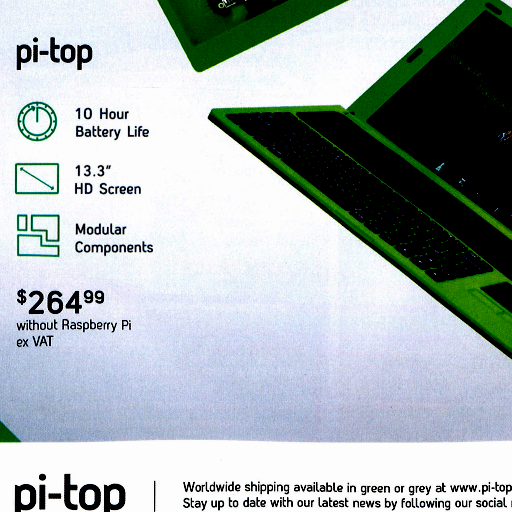 pi-top
10 Hour
Battery Life
13.3"
HD Screen
Modular
Components
$264.99
without Raspberry Pi
ex VAT
pi-top
Worldwide shipping available in green or grey at www.pi-top
Stay up to date with our latest news by following our social